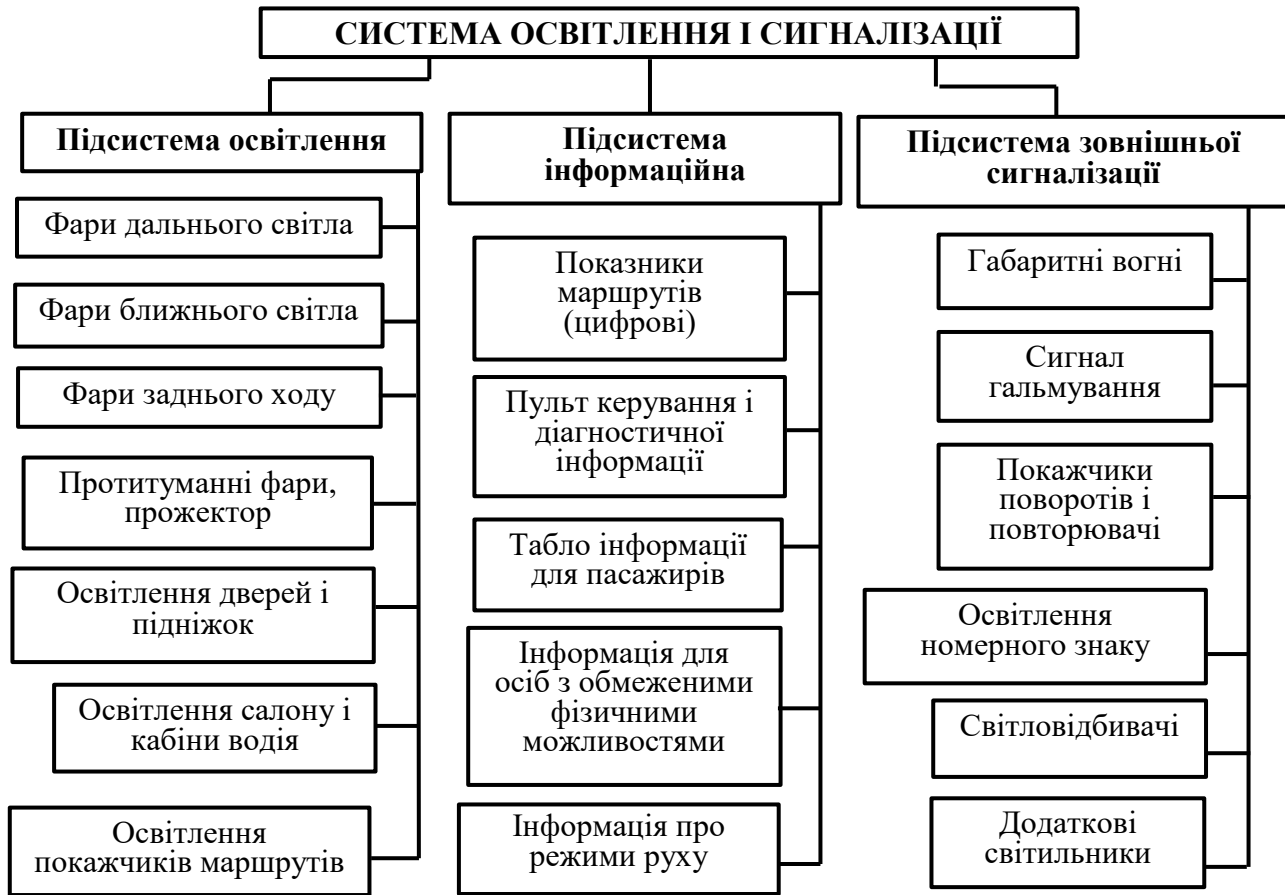 СИСТЕМА ОСВІТЛЕННЯ І СИГНАЛІЗАЦІЇ
Підсистема освітлення
Фари дальнього світла
Фари ближнього світла
Фари заднього ходу
Протитуманні фари,
прожектор
Освітлення дверей і
підніжок
Освітлення салону і
кабіни водія
Освітлення
покажчиків маршрутів
Підсистема
інформаційна
Показники
маршрутів
(цифрові)
Пульт керування і
діагностичної
інформації
Табло інформації
для пасажирів
Інформація для
осіб з обмеженими
фізичними
можливостями
Інформація про
режими руху
Підсистема зовнішньої
сигналізації
Габаритні вогні
Сигнал
гальмування
Покажчики
поворотів і
повторювачі
Освітлення
номерного знаку
Світловідбивачі
Додаткові
світильники